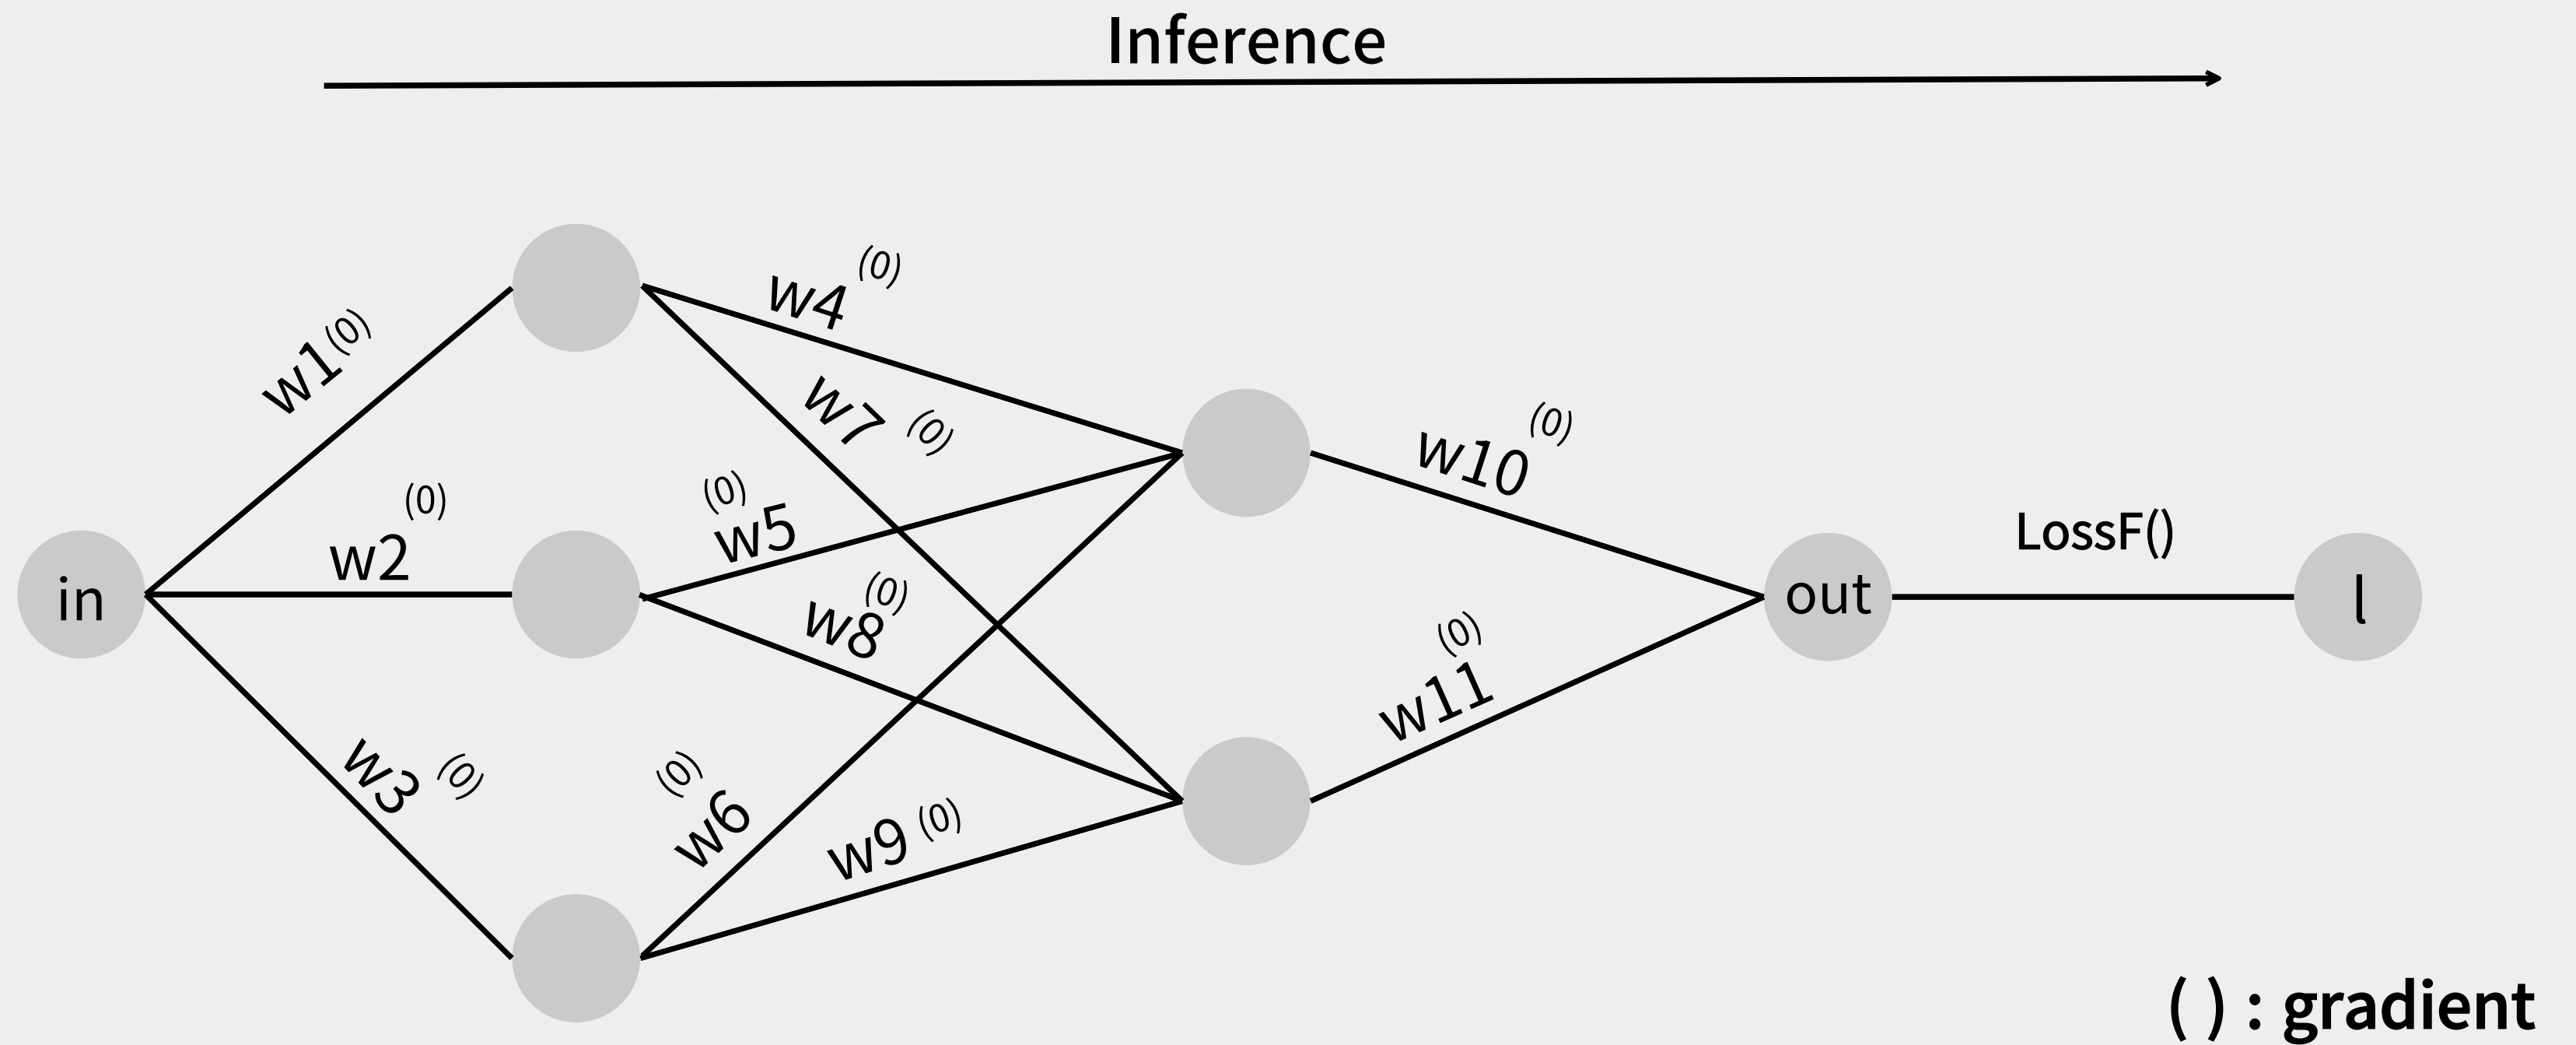 Inference
w1(0)
w2(0)
w3(0)
w4(0)
w7(0)
w5(0)
w8(0)
w6(0)
w9(0)
w10(0)
w11(0)
in
out
LossF()
l
( ) : gradient